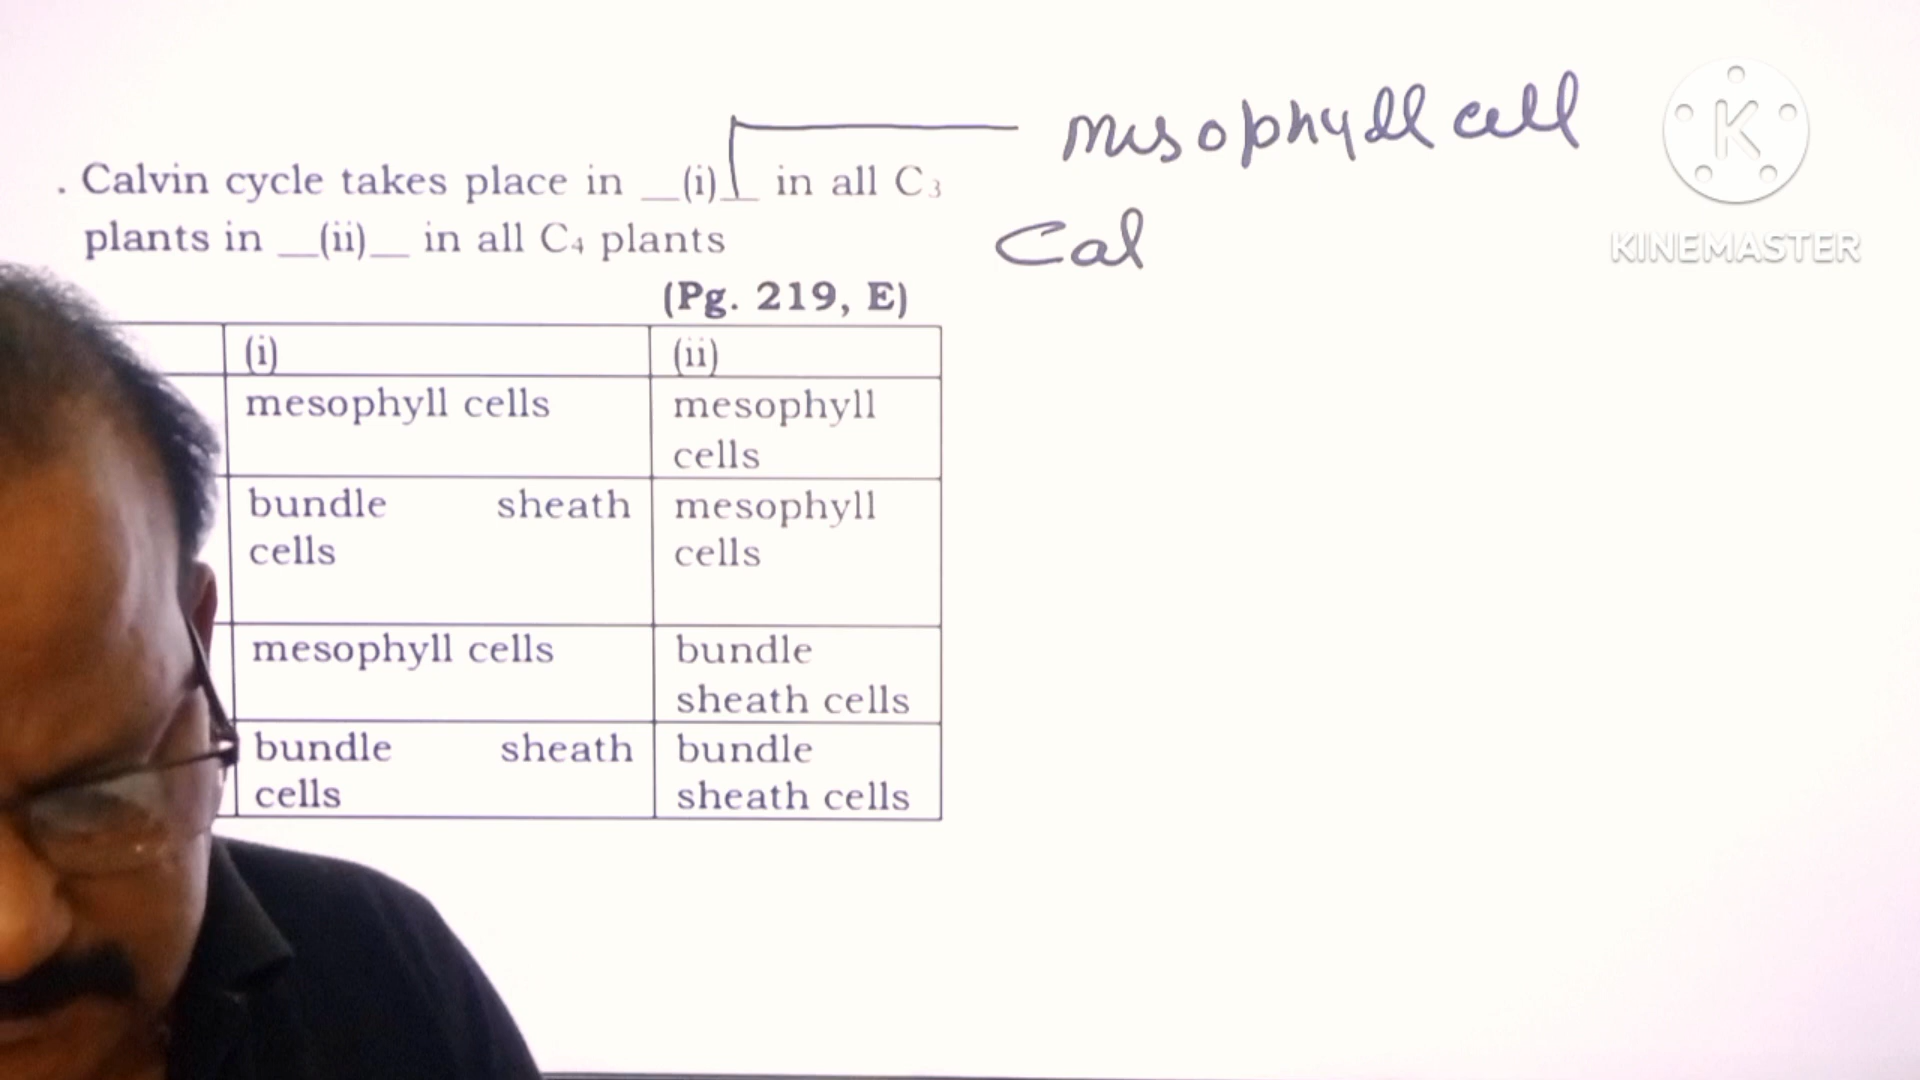 mesophyll cell
K
KINEMASTER
. Calvin cycle takes place in __(i)__ in all C₃
plants in __(ii)__ in all C₄ plants
Cal
(Pg. 219, E)
(i) (ii)
mesophyll cells mesophyll
cells
bundle sheath mesophyll
cells cells
mesophyll cells bundle
sheath cells
bundle sheath bundle
cells sheath cells